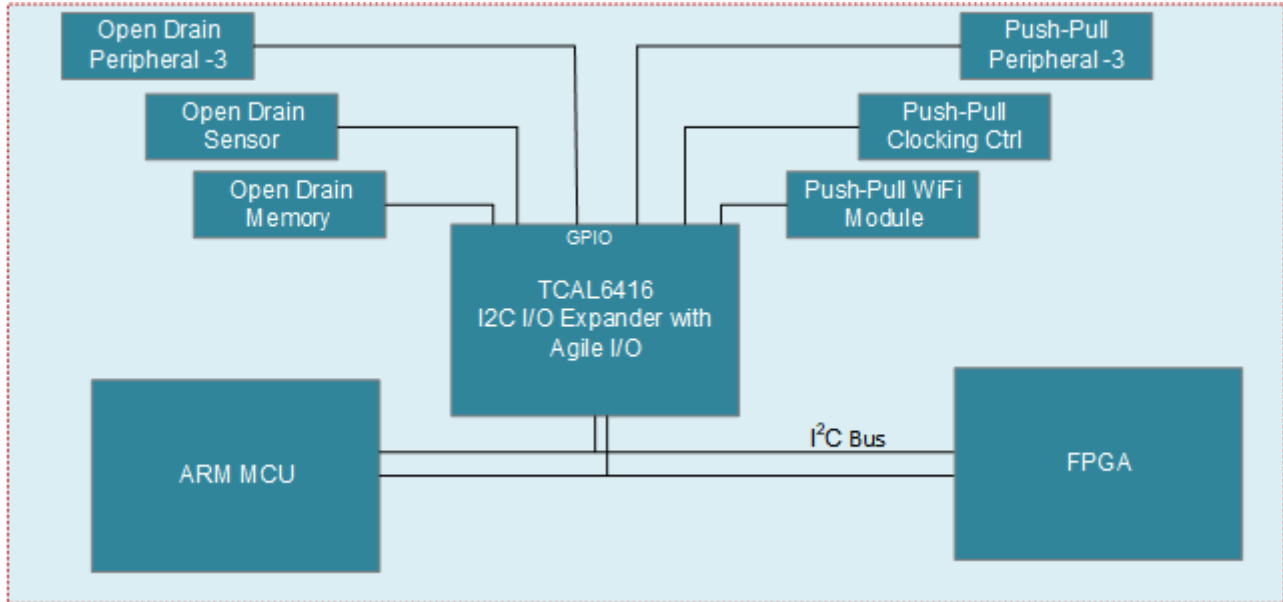 Open Drain
Peripheral -3
Push-Pull
Peripheral -3
Open Drain
Sensor
Push-Pull
Clocking Ctrl
Open Drain
Memory
Push-Pull WiFi
Module
GPIO
TCAL6416
I2C I/O Expander with
Agile I/O
I²C Bus
ARM MCU
FPGA